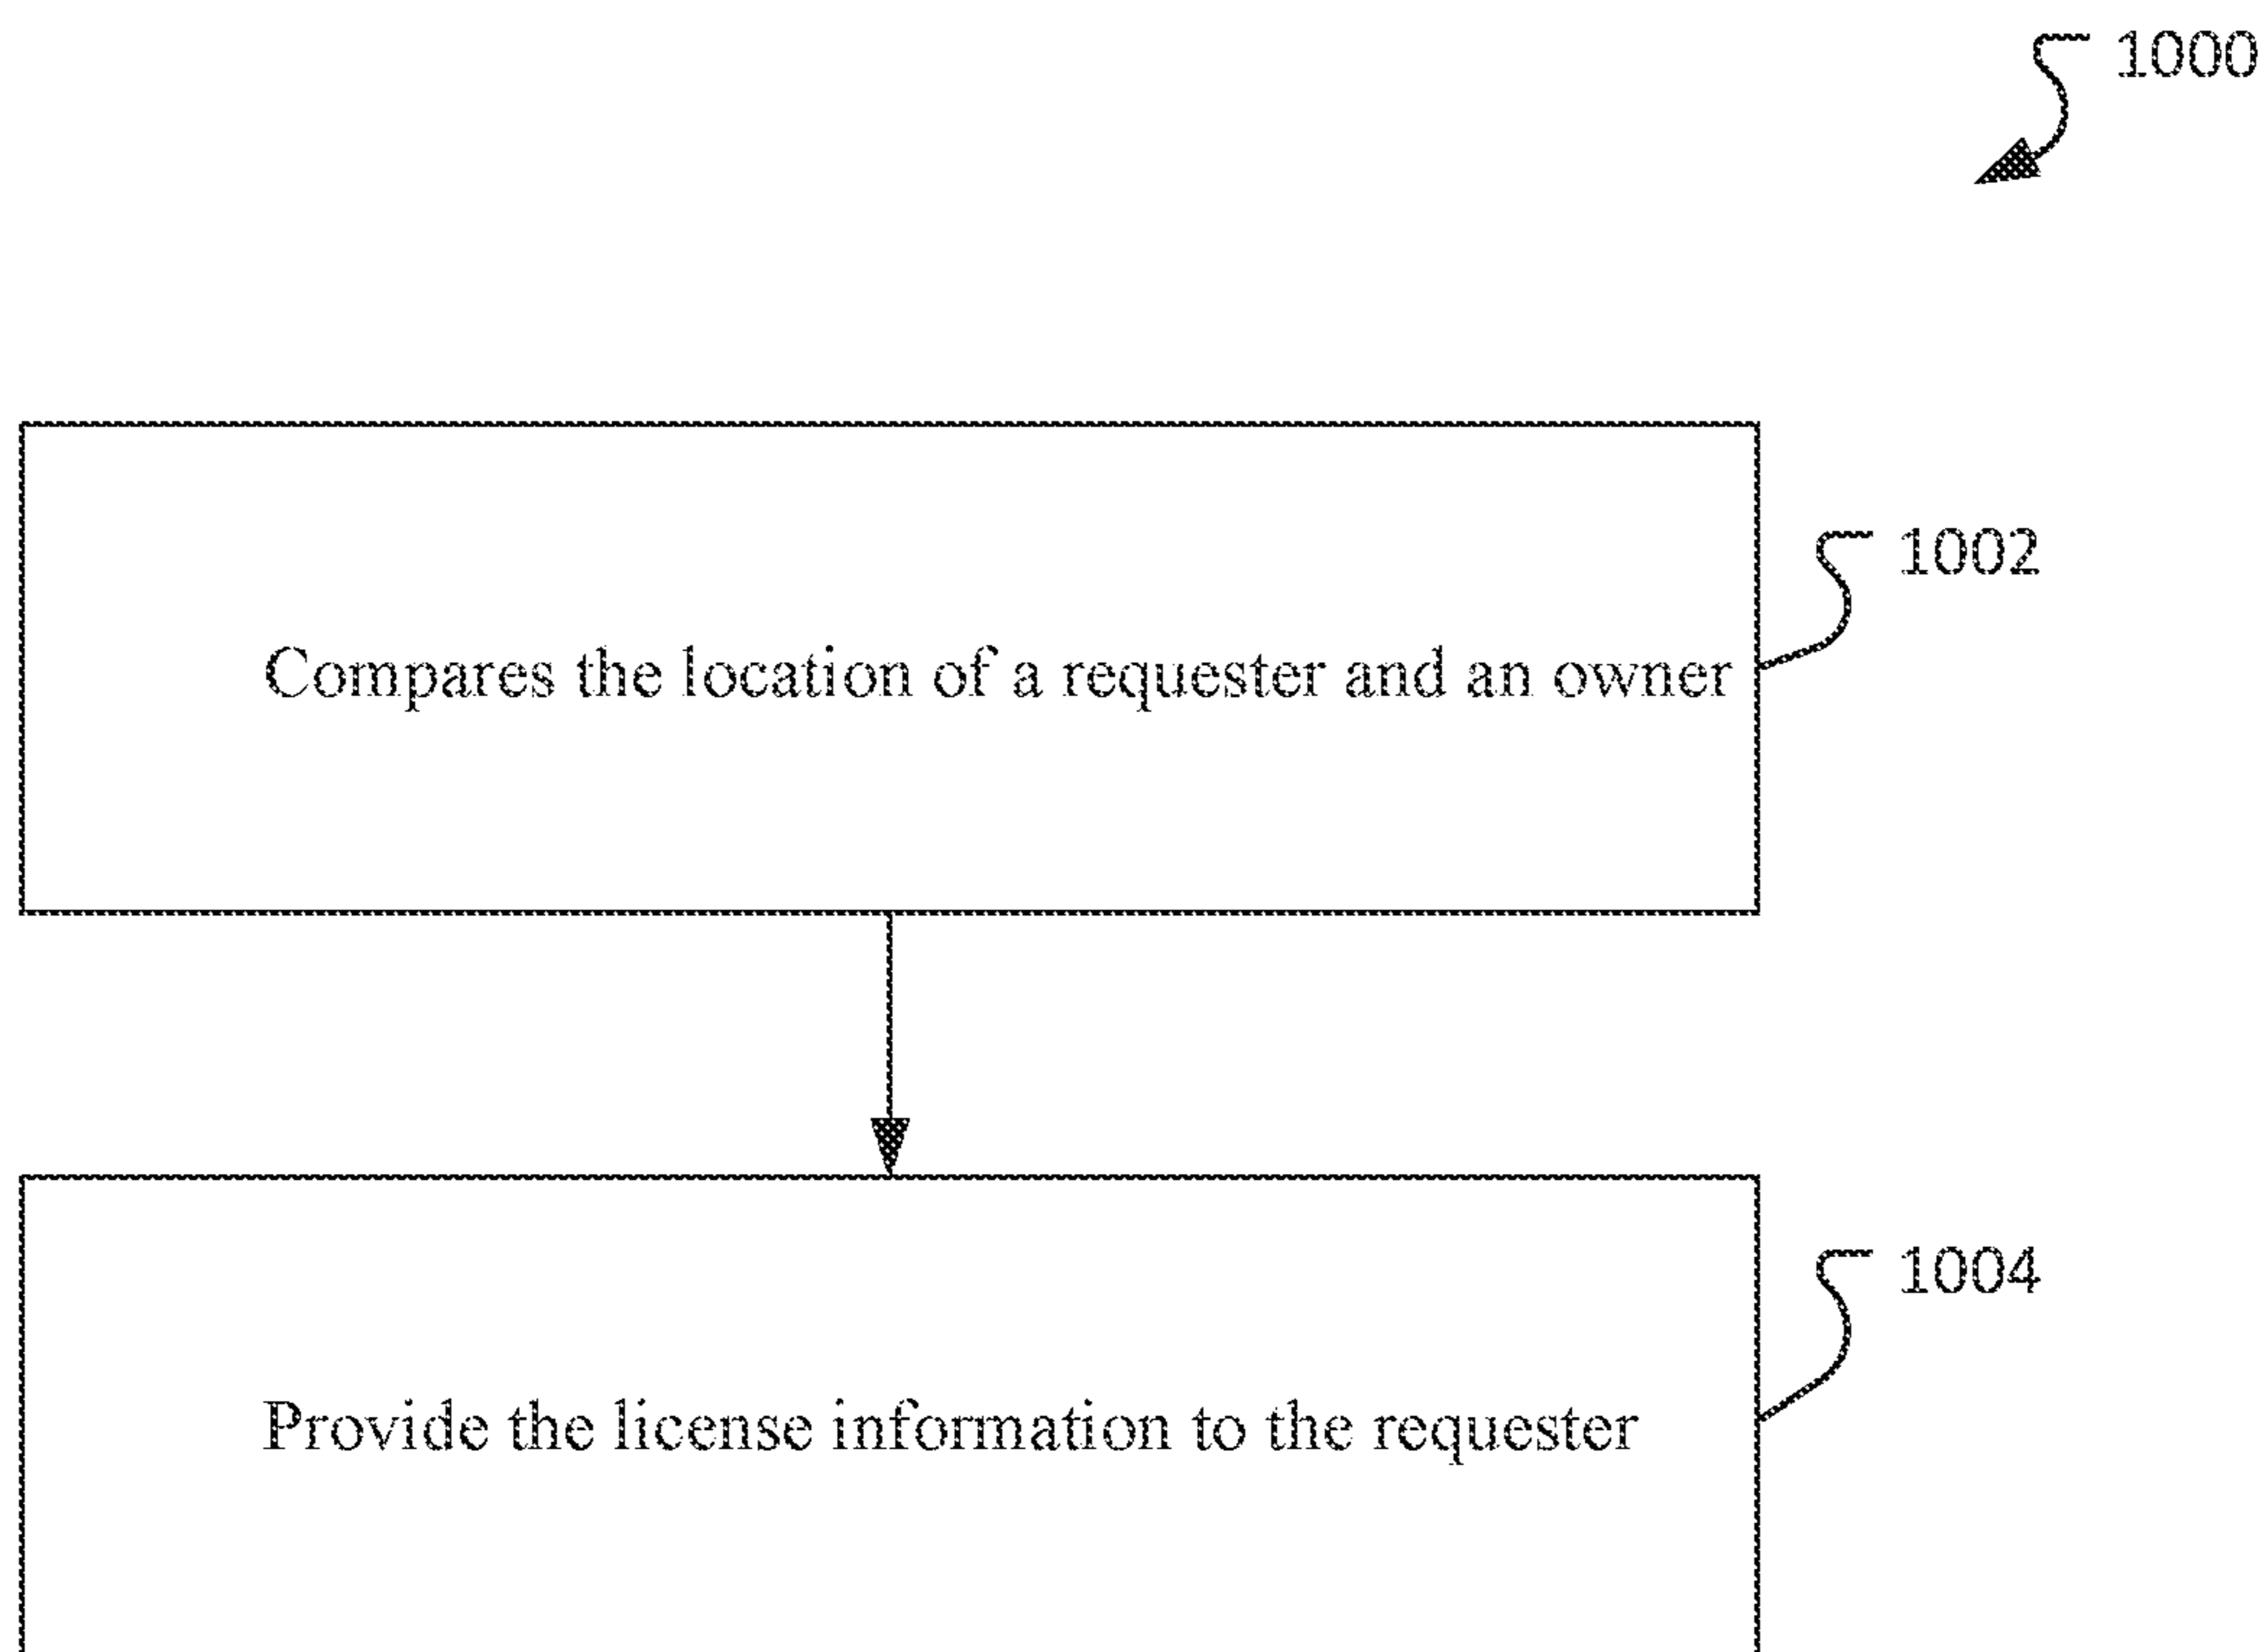 1000
1002
Compares the location of a requester and an owner
1004
Provide the license information to the requester